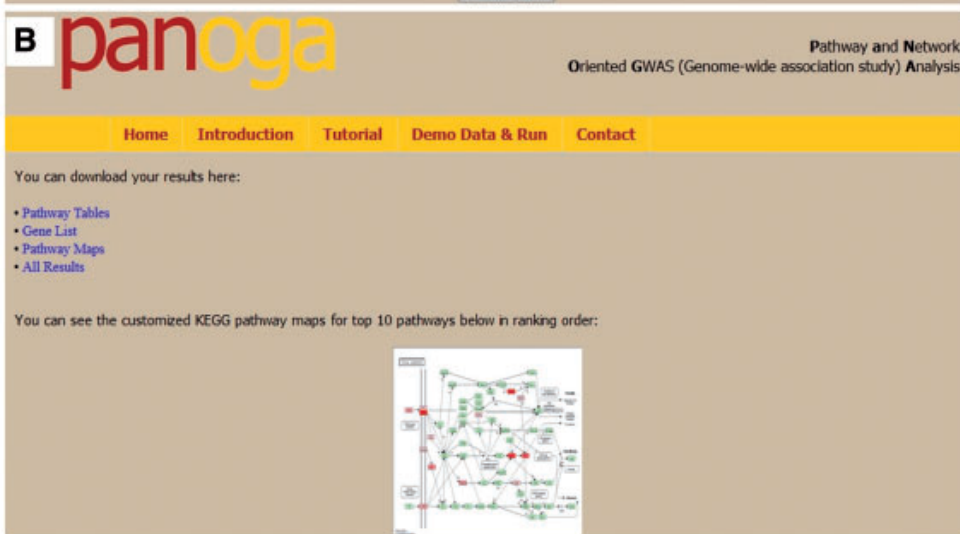 B
panoga
Pathway and Network
Oriented GWAS (Genome-wide association study) Analysis
Home Introduction Tutorial Demo Data & Run Contact
You can download your results here:
• Pathway Tables
• Gene List
• Pathway Maps
• All Results
You can see the customized KEGG pathway maps for top 10 pathways below in ranking order: